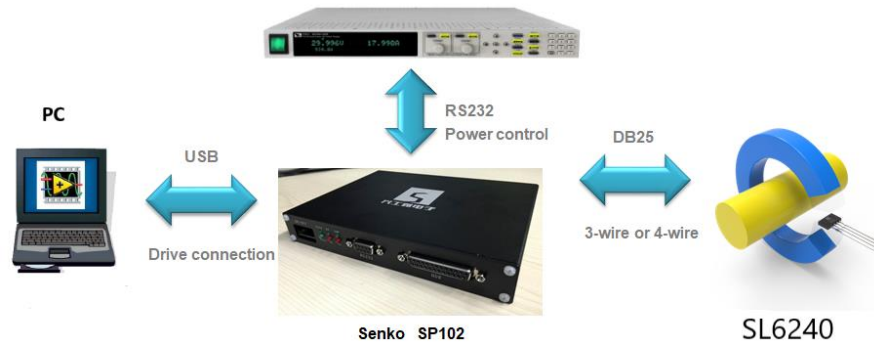 29.996V 17.998A
PC
RS232
Power control
USB
DB25
Drive connection
3-wire or 4-wire
Senko SP102
SL6240